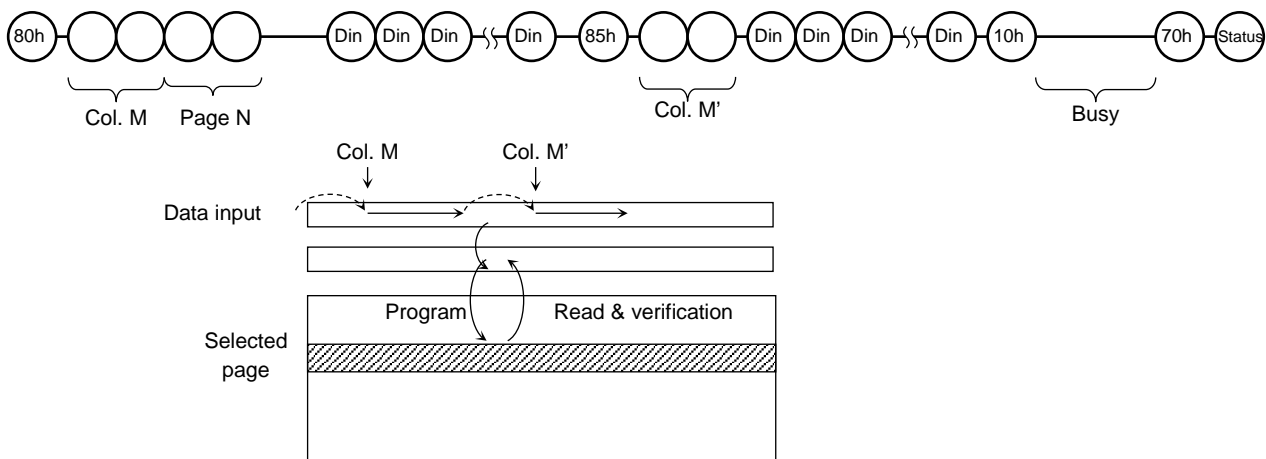 80h Din Din Din Din 85h Din Din Din Din 10h 70h Status
Col. M Page N Col. M’ Busy
Col. M Col. M’
Data input
Program Read & verification
Selected
page